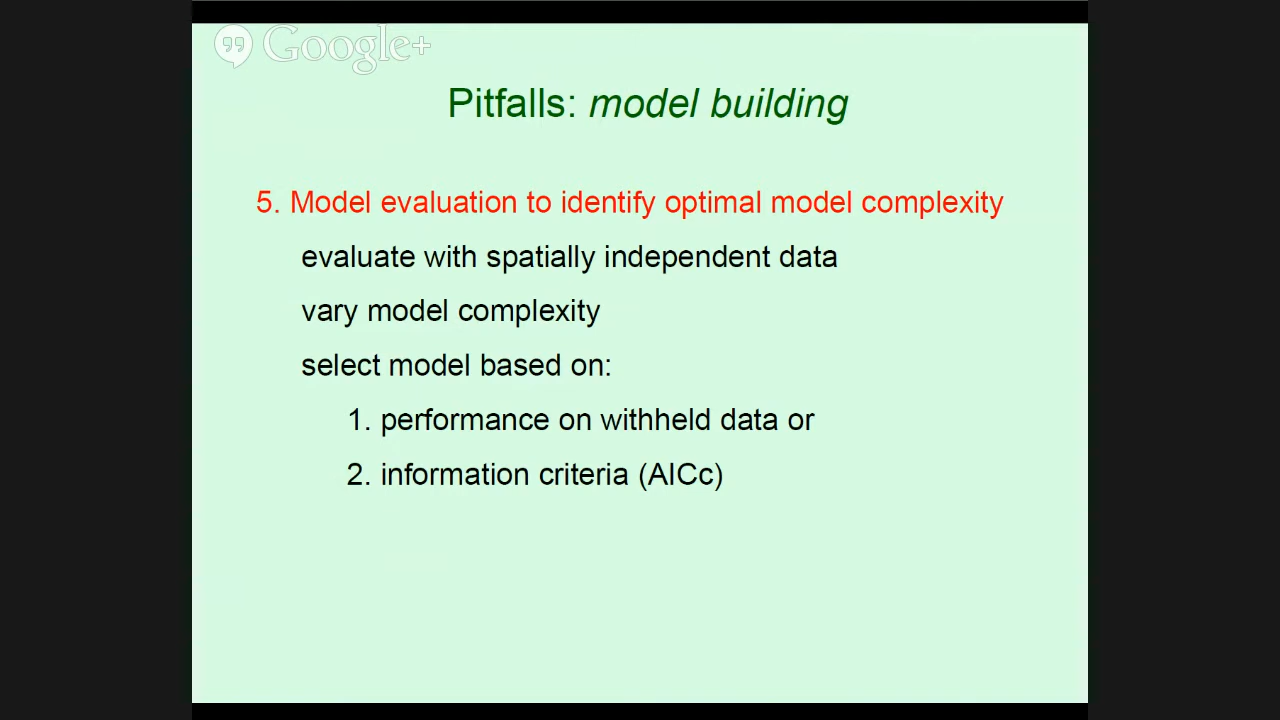 Google+
Pitfalls: model building
5. Model evaluation to identify optimal model complexity
evaluate with spatially independent data
vary model complexity
select model based on:
1. performance on withheld data or
2. information criteria (AICc)